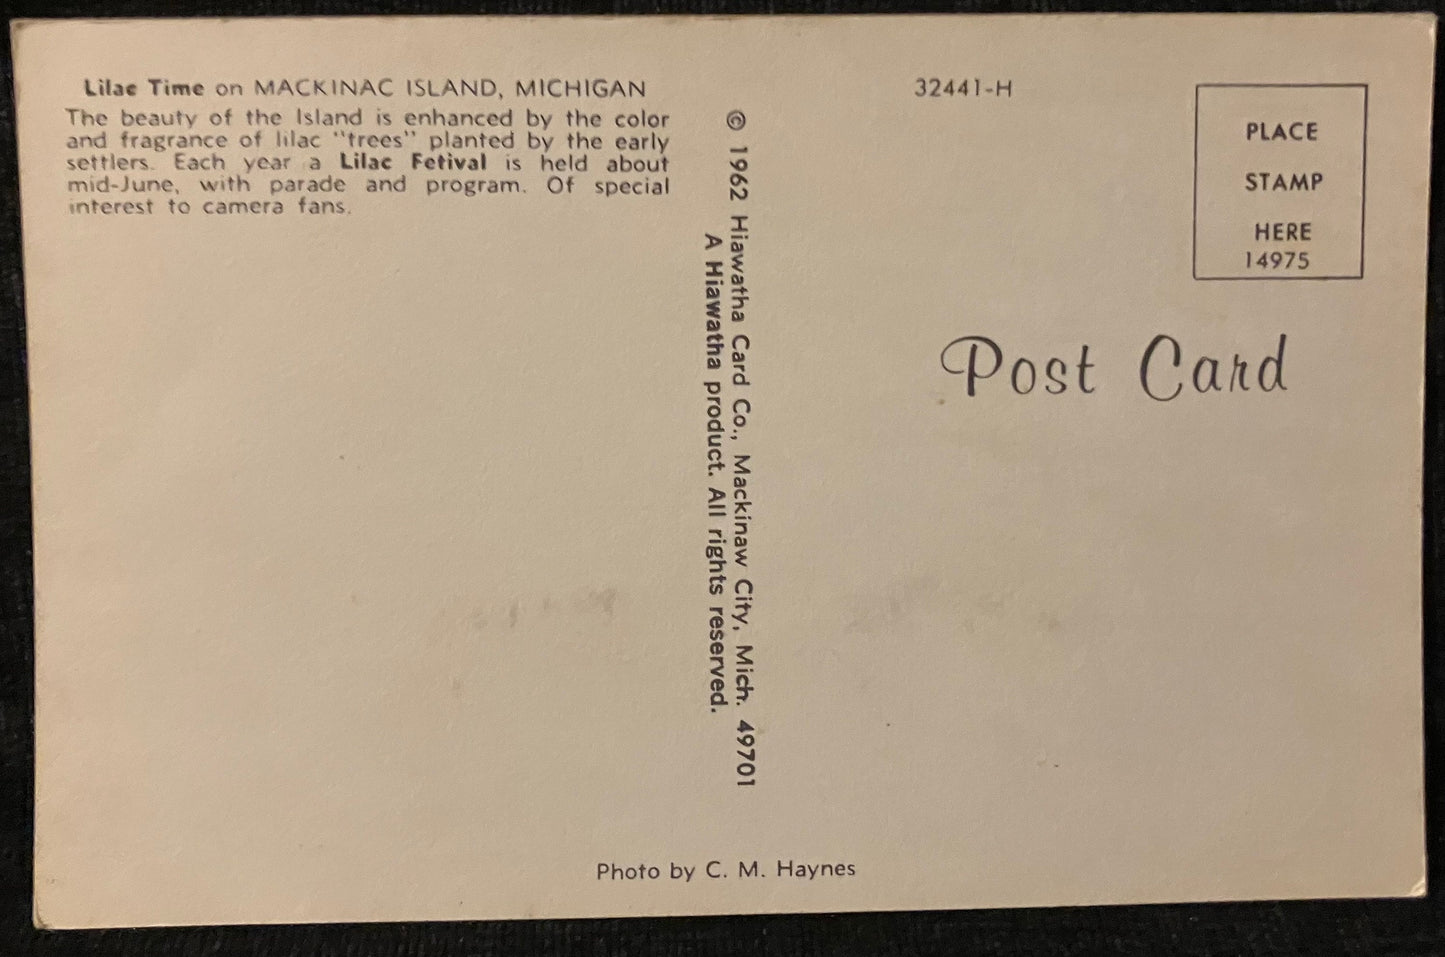 Lilac Time on MACKINAC ISLAND, MICHIGAN
The beauty of the Island is enhanced by the color
and fragrance of lilac "trees" planted by the early
settlers. Each year a Lilac Fetival is held about
mid-June, with parade and program. Of special
interest to camera fans.
© 1962 Hiawatha Card Co., Mackinaw City, Mich. 49701
A Hiawatha product. All rights reserved.
32441-H
PLACE
STAMP
HERE
14975
Post Card
Photo by C. M. Haynes